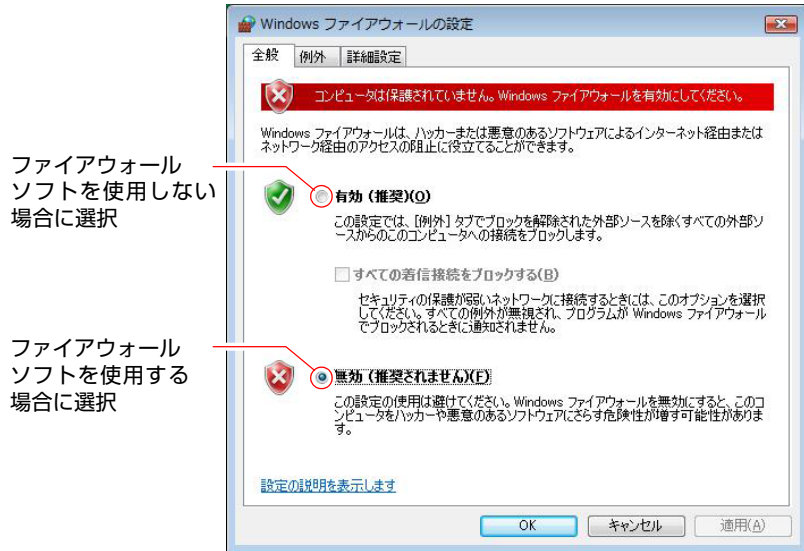 Windows ファイアウォールの設定
全般
例外
詳細設定
コンピュータは保護されていません。Windows ファイアウォールを有効にしてください。
Windows ファイアウォールは、ハッカーまたは悪意のあるソフトウェアによるインターネット経由または
ネットワーク経由のアクセスの阻止に役立てることができます。
ファイアウォール
ソフトを使用しない
場合に選択
有効 (推奨)(O)
この設定では、[例外] タブでブロックを解除された外部ソースを除くすべての外部ソ
ースからのこのコンピュータへの接続をブロックします。
すべての着信接続をブロックする(B)
セキュリティの保護が弱いネットワークに接続するときには、このオプションを選択
してください。すべての例外が無視され、プログラムが Windows ファイアウォール
でブロックされるときに通知されません。
ファイアウォール
ソフトを使用する
場合に選択
無効 (推奨されません)(F)
この設定の使用は避けてください。Windows ファイアウォールを無効にすると、このコ
ンピュータをハッカーや悪意のあるソフトウェアにさらす危険性が増す可能性がありま
す。
設定の説明を表示します
OK
キャンセル
適用(A)